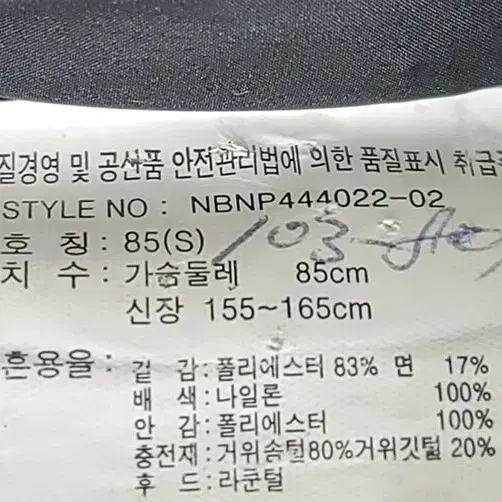 질경영 및 공산품 안전관리법에 의한 품질표시 취급
STYLE NO : NBNP444022-02
호 칭 : 85(S) 103-
치 수 : 가슴둘레 85cm
신장 155~165cm
혼용율 : 겉 감 : 폴리에스터 83% 면 17%
배 색 : 나일론 100%
안 감 : 폴리에스터 100%
충전재 : 거위솜털80%거위깃털 20%
후 드 : 라쿤털